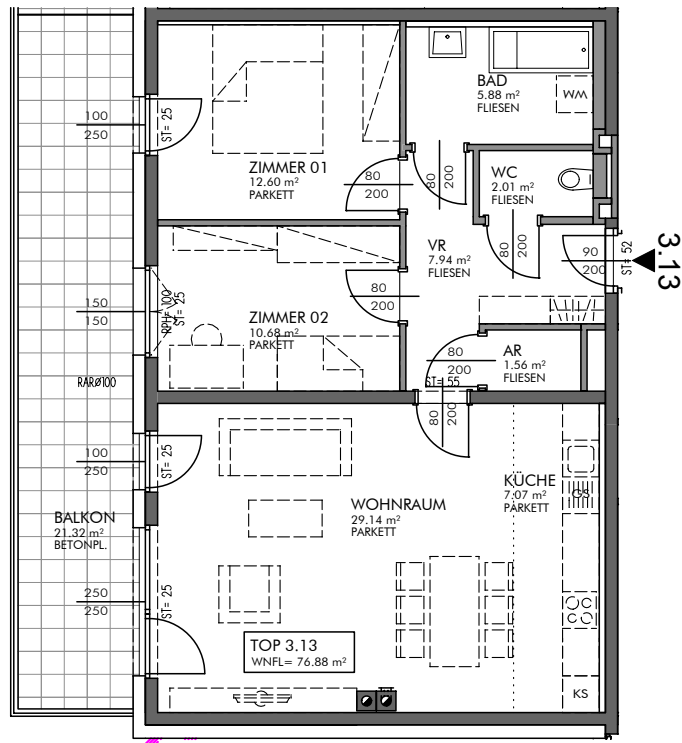 BAD
5.88 m²
FLIESEN
WM
100
250
ST= 25
ZIMMER 01
12.60 m²
PARKETT
80
200
80
200
WC
2.01 m²
FLIESEN
VR
7.94 m²
FLIESEN
80
200
90
200
ST= 52
3.13
150
150
RPH= 100
ST= 25
ZIMMER 02
10.68 m²
PARKETT
80
200
AR
1.56 m²
FLIESEN
80
200
ST= 55
80
200
RARØ100
100
250
ST= 25
KÜCHE
7.07 m²
PARKETT
GS
WOHNRAUM
29.14 m²
PARKETT
BALKON
21.32 m²
BETONPL.
250
250
ST= 25
TOP 3.13
WNFL= 76.88 m²
KS